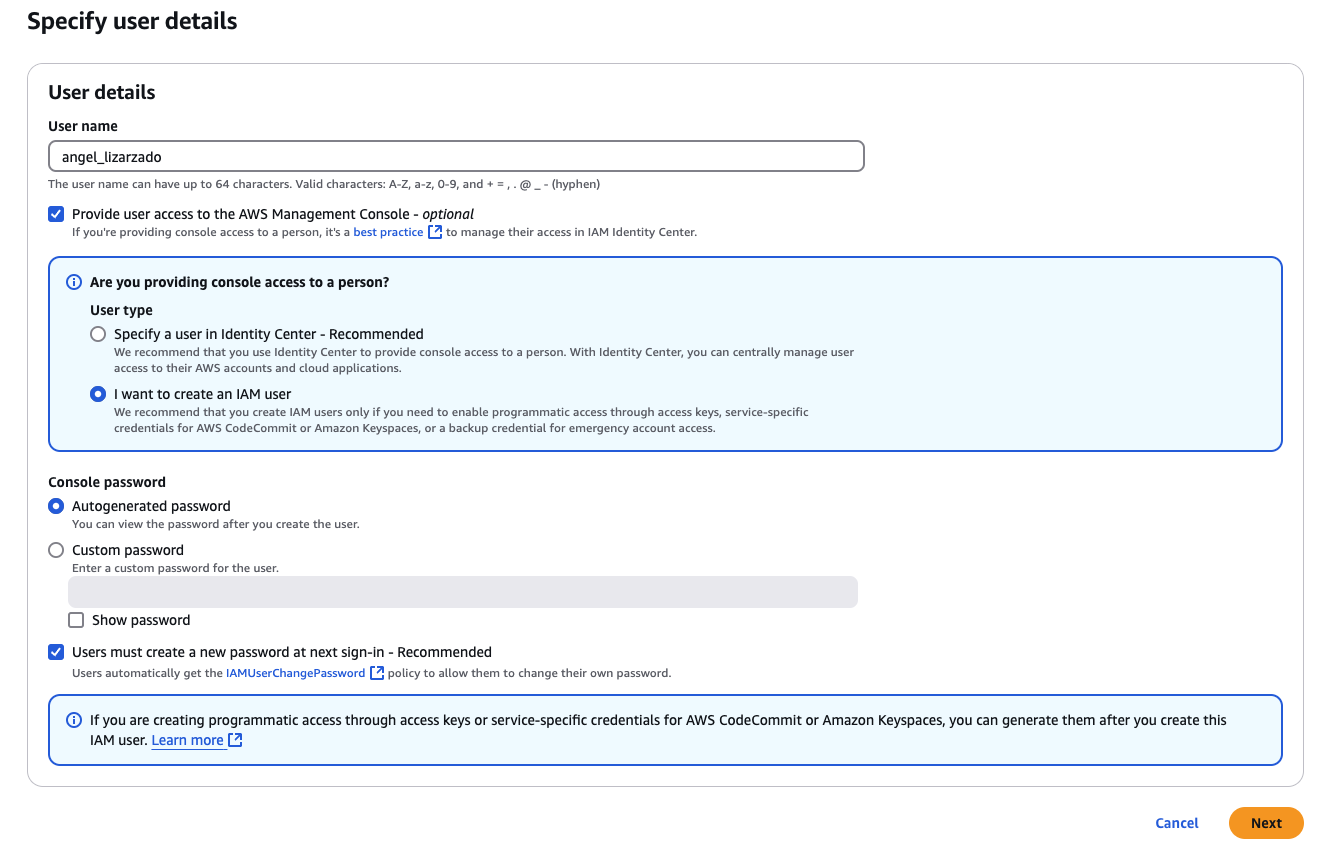 Specify user details
User details
User name
angel_lizarzado
The user name can have up to 64 characters. Valid characters: A-Z, a-z, 0-9, and + = , . @ _ - (hyphen)
Provide user access to the AWS Management Console - optional
If you're providing console access to a person, it's a best practice to manage their access in IAM Identity Center.
Are you providing console access to a person?
User type
Specify a user in Identity Center - Recommended
We recommend that you use Identity Center to provide console access to a person. With Identity Center, you can centrally manage user
access to their AWS accounts and cloud applications.
I want to create an IAM user
We recommend that you create IAM users only if you need to enable programmatic access through access keys, service-specific
credentials for AWS CodeCommit or Amazon Keyspaces, or a backup credential for emergency account access.
Console password
Autogenerated password
You can view the password after you create the user.
Custom password
Enter a custom password for the user.
Show password
Users must create a new password at next sign-in - Recommended
Users automatically get the IAMUserChangePassword policy to allow them to change their own password.
If you are creating programmatic access through access keys or service-specific credentials for AWS CodeCommit or Amazon Keyspaces, you can generate them after you create this
IAM user. Learn more
Cancel
Next